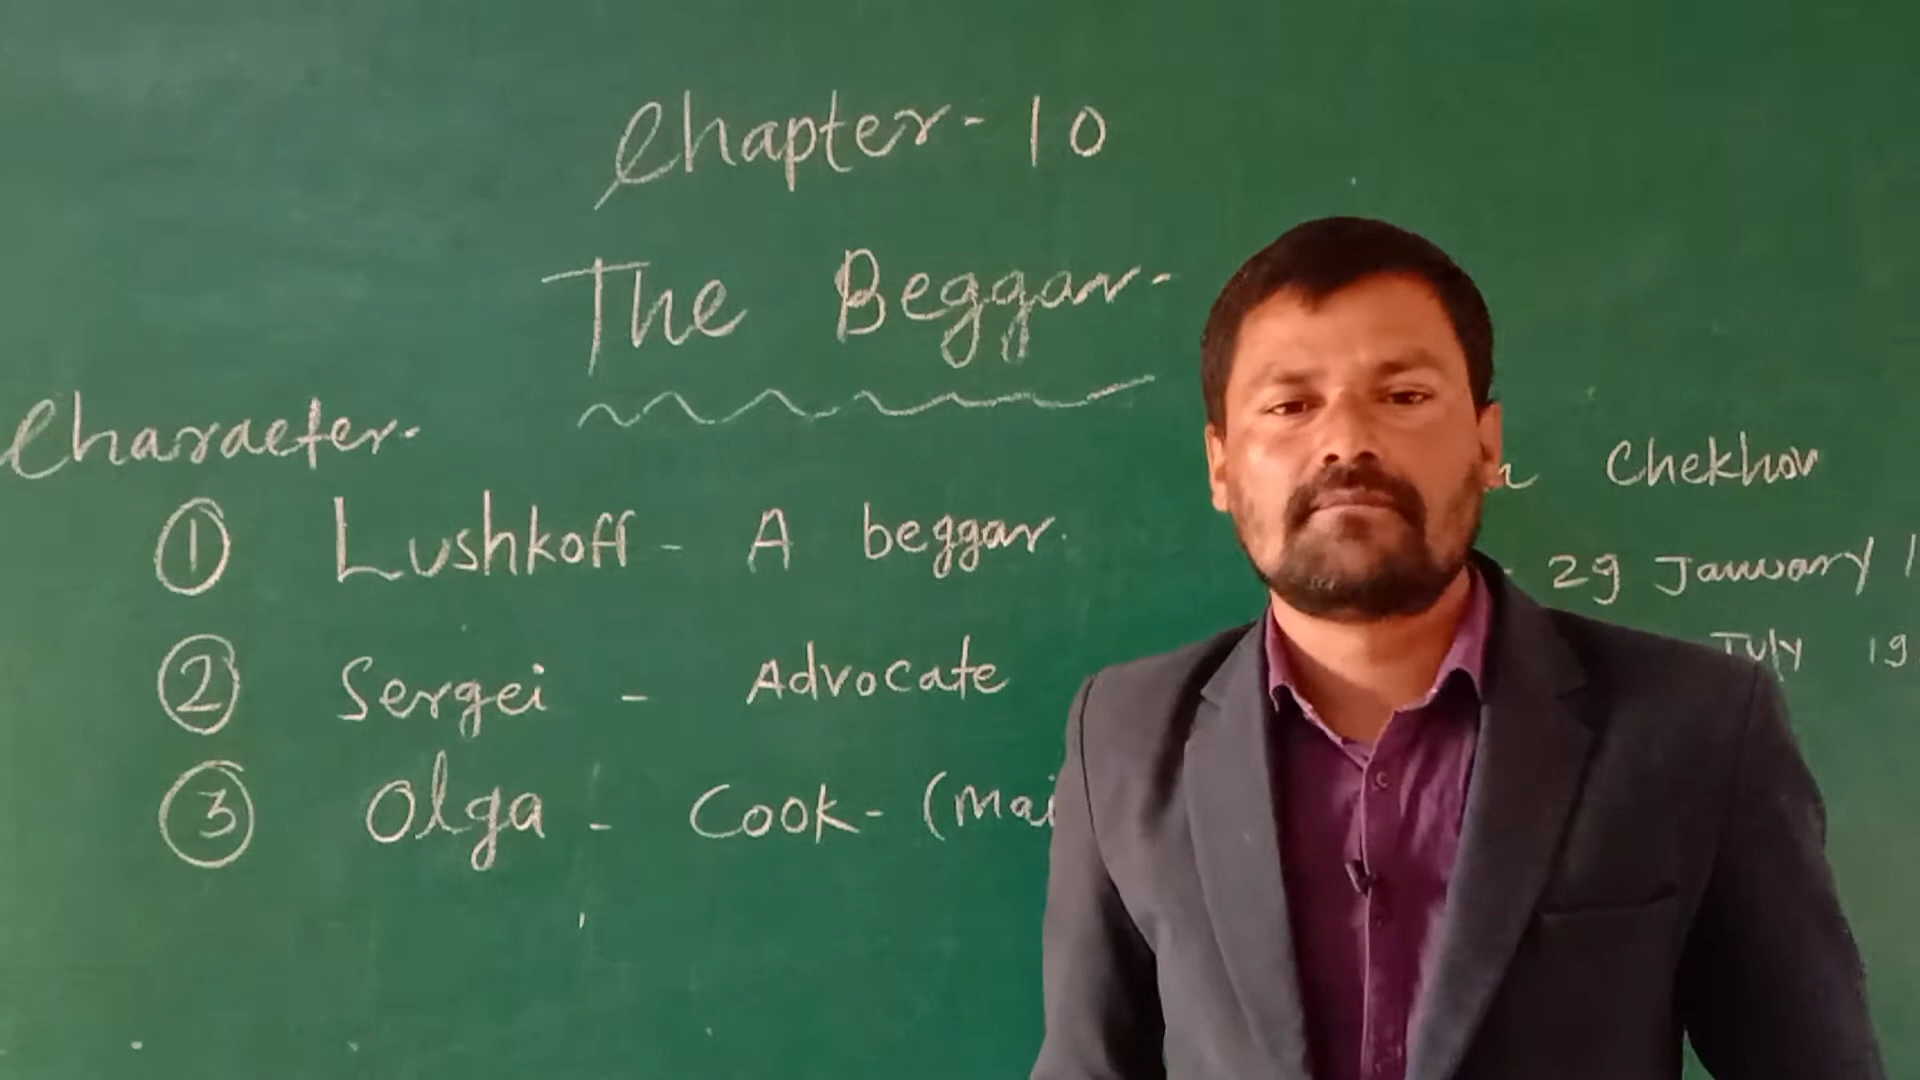 Chapter-10
The Beggar-
Character-
① Lushkoff - A beggar.
② Sergei - Advocate
③ Olga - Cook- (mai
Chekhov
29 January 1
July 19